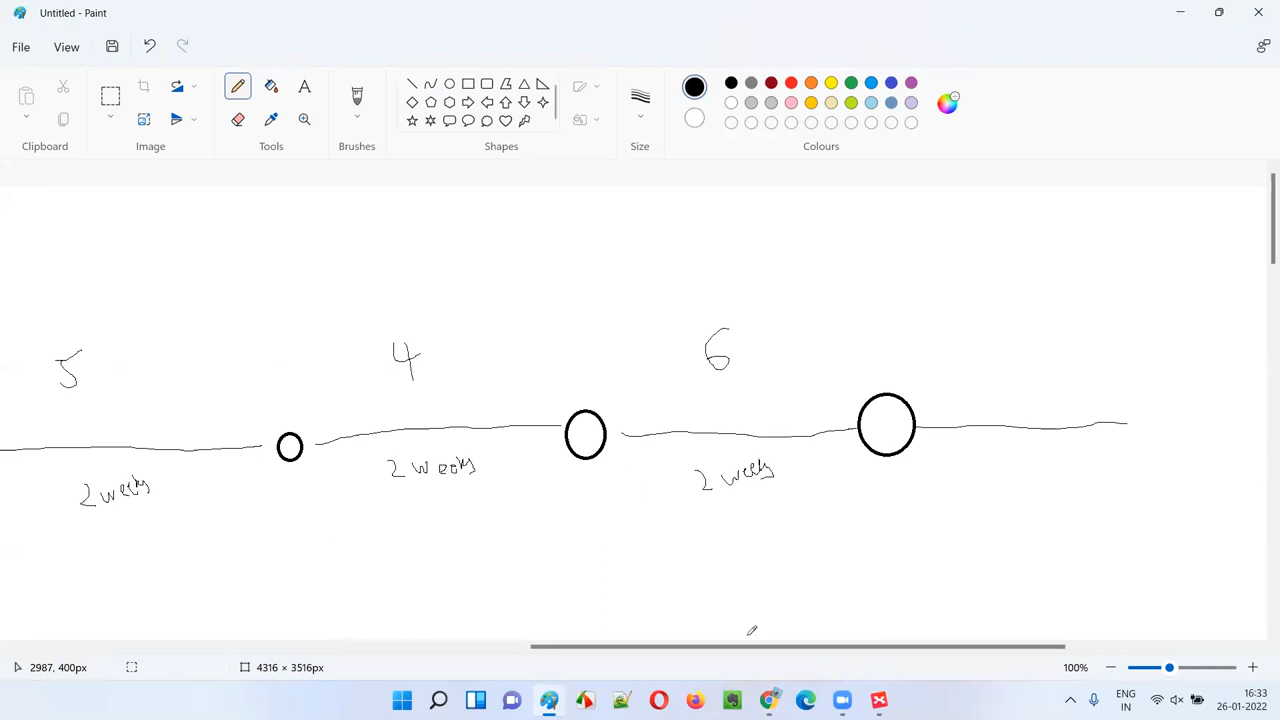 Untitled - Paint
File View
Clipboard Image Tools Brushes Shapes Size Colours
5 4 6
2 weeks 2 weeks 2 weeks
2987, 400px 4316 × 3516px 100%
ENG 16:33
IN 26-01-2022